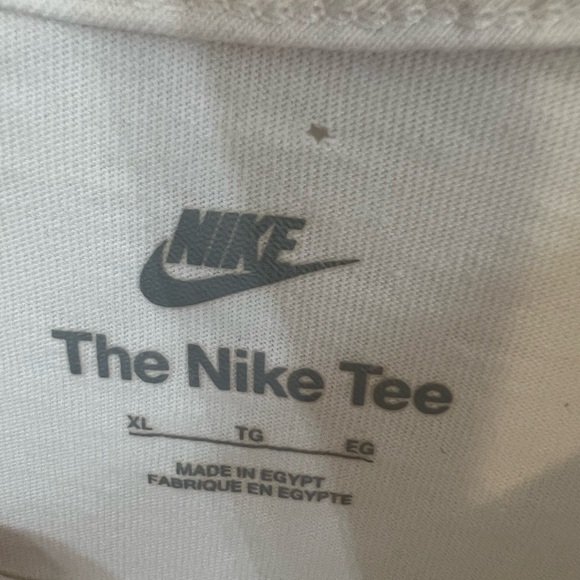 NIKE
The Nike Tee
XL TG EG
MADE IN EGYPT
FABRIQUE EN EGYPTE